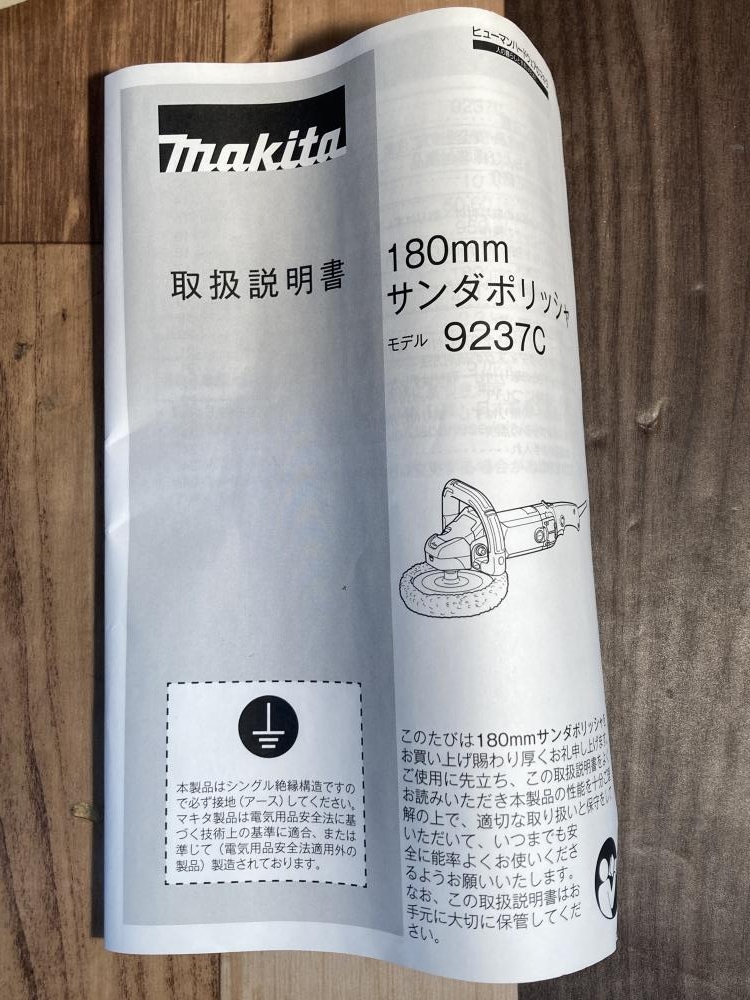 makita
取扱説明書
180mm
サンダポリッシャ
モデル 9237C
本製品はシングル絶縁構造ですの
で必ず接地(アース)してください。
マキタ製品は電気用品安全法に基
づく技術上の基準に適合、または
準じて(電気用品安全法適用外の
製品)製造されております。
このたびは180mmサンダポリッシャを
お買い上げ賜わり厚くお礼申し上げます。
ご使用に先立ち、この取扱説明書をよく
お読みいただき本製品の性能を十分ご理
解の上で、適切な取り扱いと保守をして
いただいて、いつまでも安
全に能率よくお使いくださ
るようお願いいたします。
なお、この取扱説明書はお
手元に大切に保管してくだ
さい。